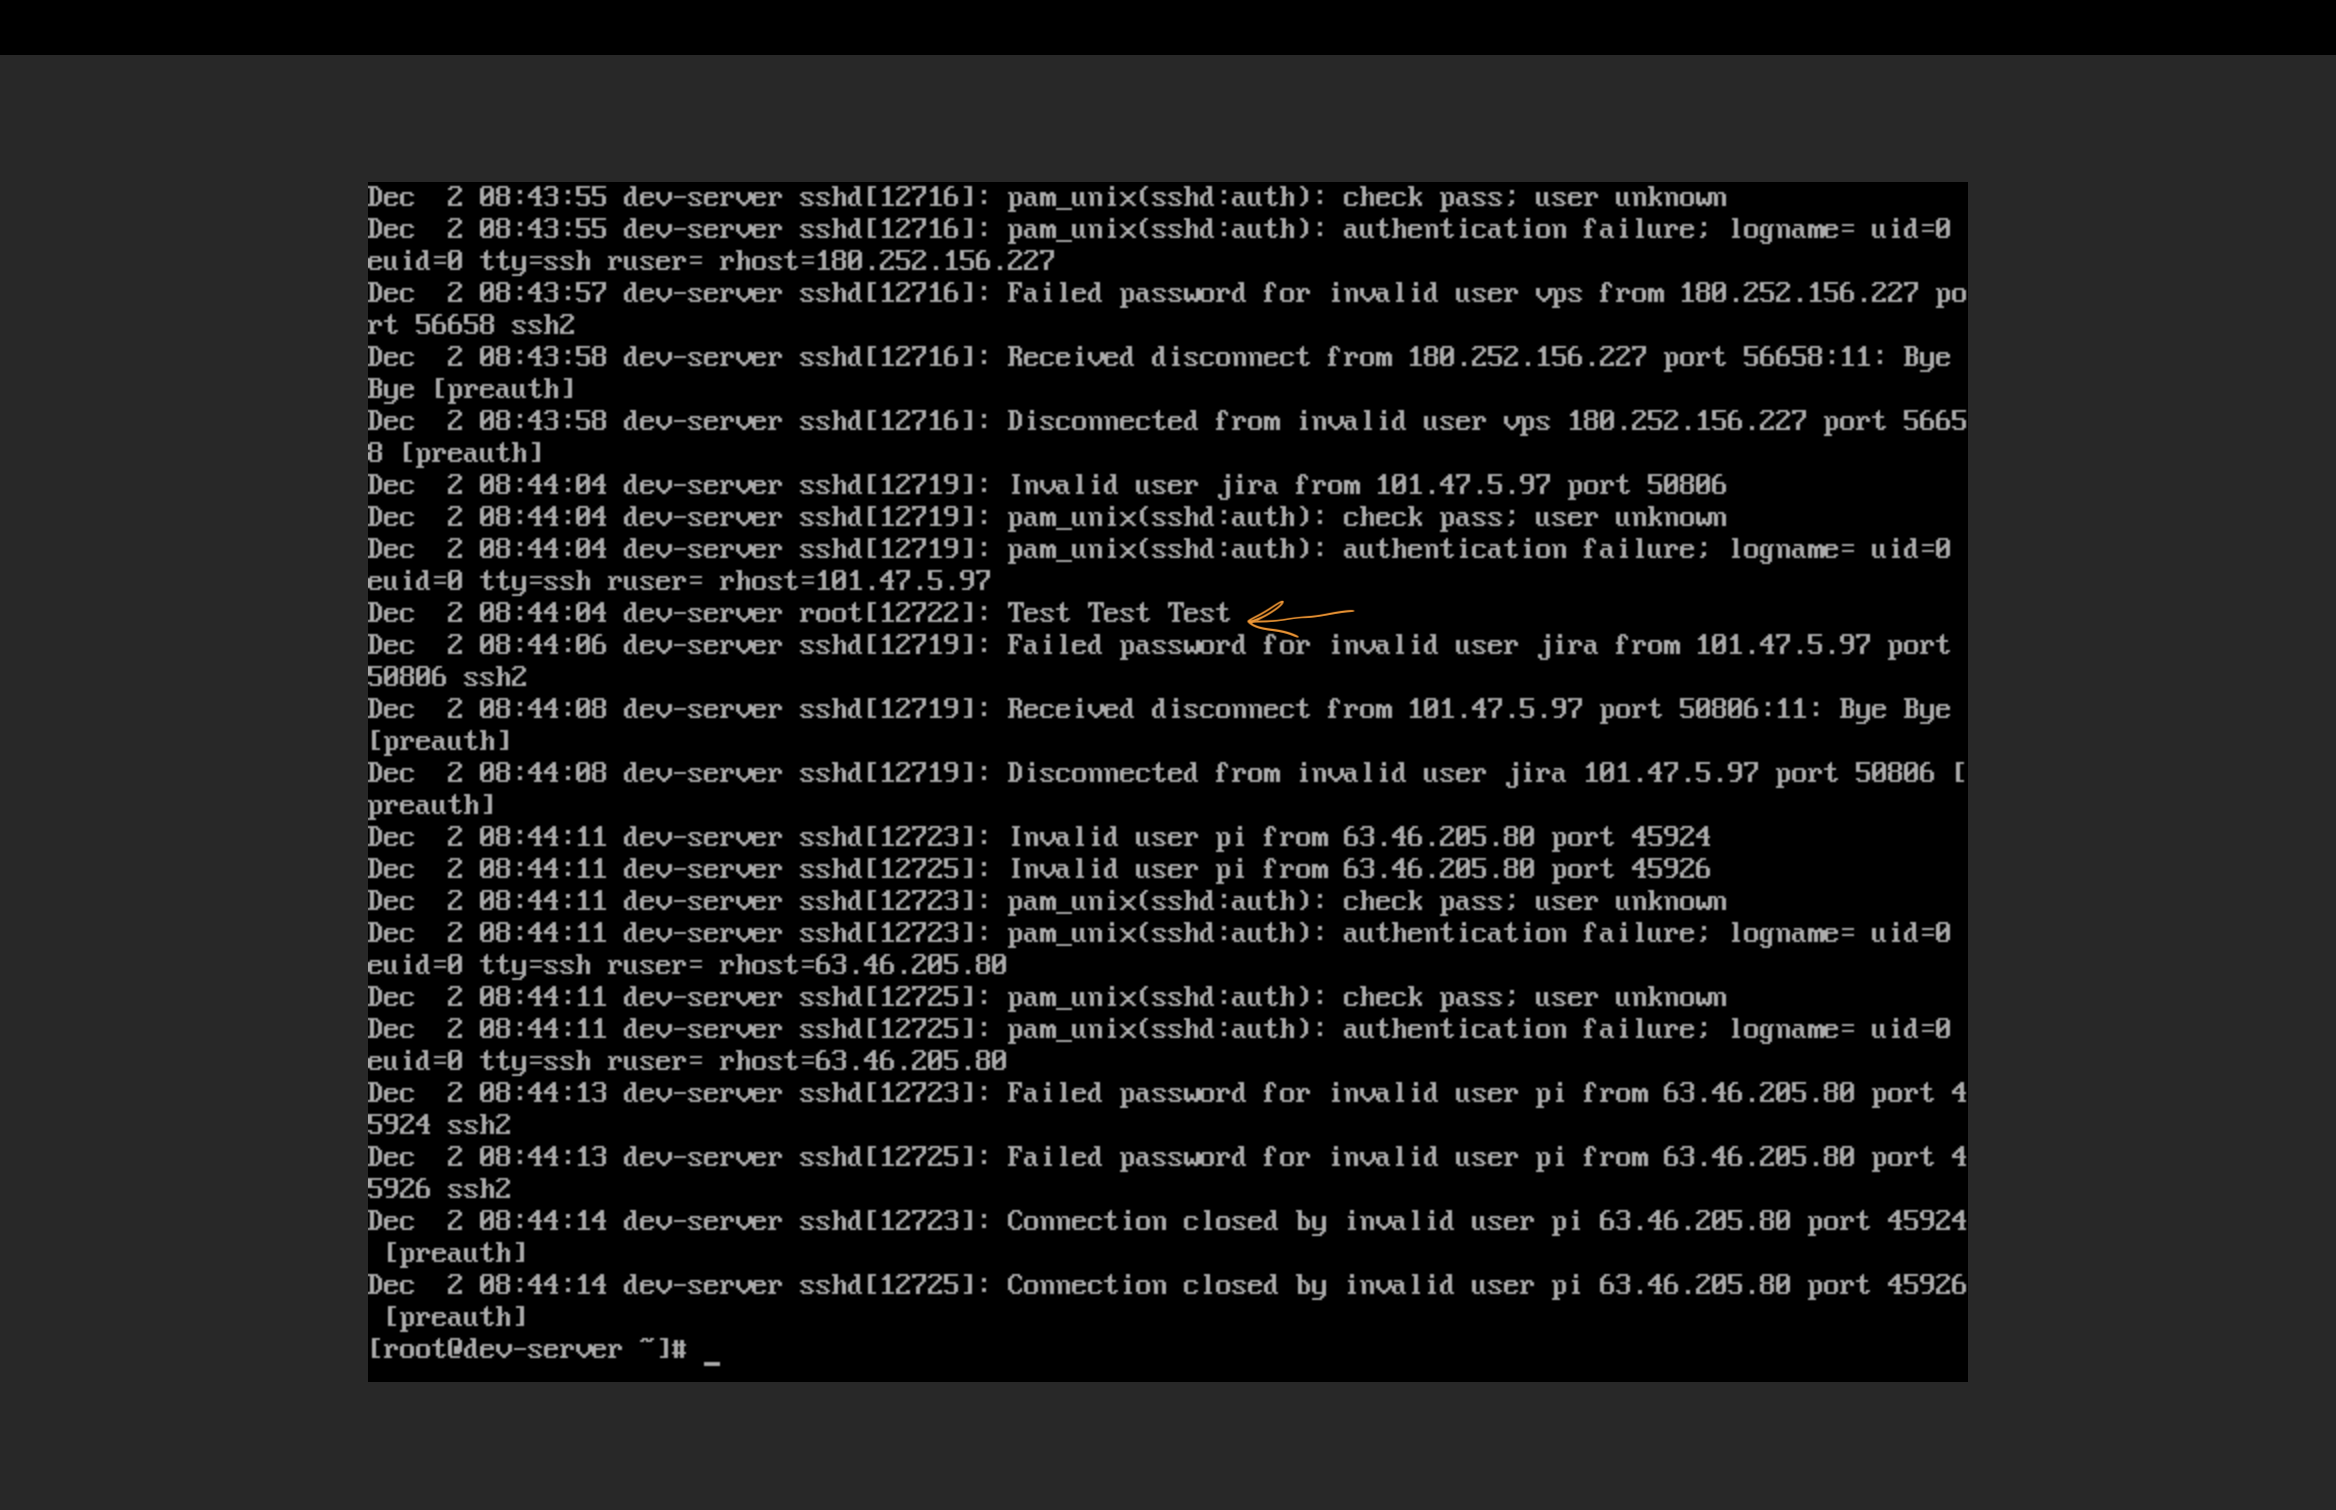 Dec  2 08:43:55 dev-server sshd[12716]: pam_unix(sshd:auth): check pass; user unknown
Dec  2 08:43:55 dev-server sshd[12716]: pam_unix(sshd:auth): authentication failure; logname= uid=0
euid=0 tty=ssh ruser= rhost=180.252.156.227
Dec  2 08:43:57 dev-server sshd[12716]: Failed password for invalid user vps from 180.252.156.227 po
rt 56658 ssh2
Dec  2 08:43:58 dev-server sshd[12716]: Received disconnect from 180.252.156.227 port 56658:11: Bye
Bye [preauth]
Dec  2 08:43:58 dev-server sshd[12716]: Disconnected from invalid user vps 180.252.156.227 port 5665
8 [preauth]
Dec  2 08:44:04 dev-server sshd[12719]: Invalid user jira from 101.47.5.97 port 50806
Dec  2 08:44:04 dev-server sshd[12719]: pam_unix(sshd:auth): check pass; user unknown
Dec  2 08:44:04 dev-server sshd[12719]: pam_unix(sshd:auth): authentication failure; logname= uid=0
euid=0 tty=ssh ruser= rhost=101.47.5.97
Dec  2 08:44:04 dev-server root[12722]: Test Test Test
Dec  2 08:44:06 dev-server sshd[12719]: Failed password for invalid user jira from 101.47.5.97 port
50806 ssh2
Dec  2 08:44:08 dev-server sshd[12719]: Received disconnect from 101.47.5.97 port 50806:11: Bye Bye
[preauth]
Dec  2 08:44:08 dev-server sshd[12719]: Disconnected from invalid user jira 101.47.5.97 port 50806 [
preauth]
Dec  2 08:44:11 dev-server sshd[12723]: Invalid user pi from 63.46.205.80 port 45924
Dec  2 08:44:11 dev-server sshd[12725]: Invalid user pi from 63.46.205.80 port 45926
Dec  2 08:44:11 dev-server sshd[12723]: pam_unix(sshd:auth): check pass; user unknown
Dec  2 08:44:11 dev-server sshd[12723]: pam_unix(sshd:auth): authentication failure; logname= uid=0
euid=0 tty=ssh ruser= rhost=63.46.205.80
Dec  2 08:44:11 dev-server sshd[12725]: pam_unix(sshd:auth): check pass; user unknown
Dec  2 08:44:11 dev-server sshd[12725]: pam_unix(sshd:auth): authentication failure; logname= uid=0
euid=0 tty=ssh ruser= rhost=63.46.205.80
Dec  2 08:44:13 dev-server sshd[12723]: Failed password for invalid user pi from 63.46.205.80 port 4
5924 ssh2
Dec  2 08:44:13 dev-server sshd[12725]: Failed password for invalid user pi from 63.46.205.80 port 4
5926 ssh2
Dec  2 08:44:14 dev-server sshd[12723]: Connection closed by invalid user pi 63.46.205.80 port 45924
 [preauth]
Dec  2 08:44:14 dev-server sshd[12725]: Connection closed by invalid user pi 63.46.205.80 port 45926
 [preauth]
[root@dev-server ~]# _